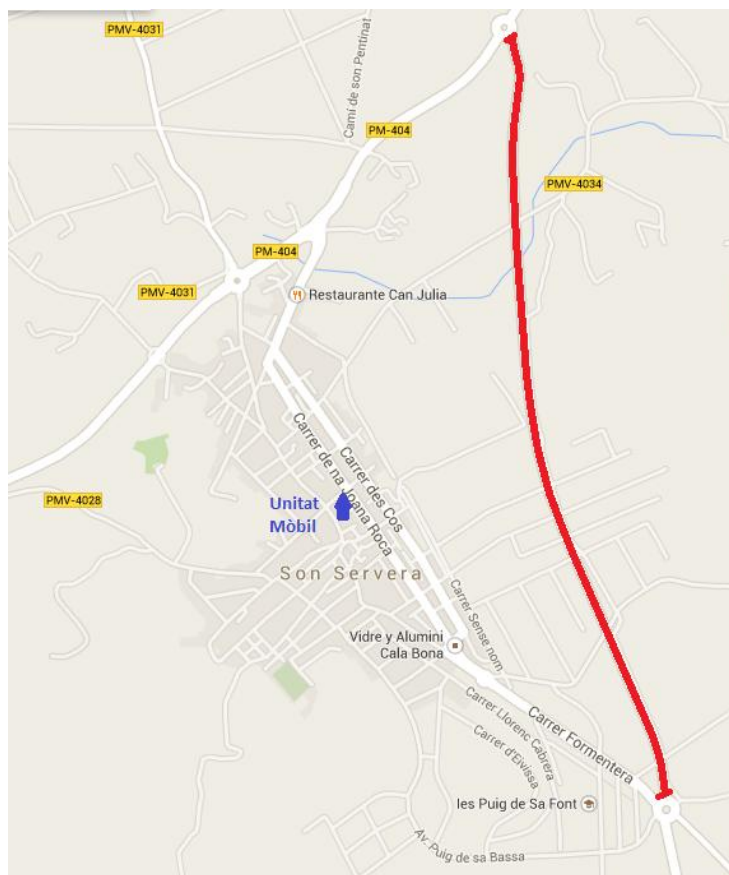 PMV-4031
Camí de son Pentinat
PM-404
PMV-4034
PM-404
PMV-4031
Restaurante Can Julia
Carrer de na Joana Roca
Carrer des Cos
PMV-4028
Unitat
Mòbil
Son Servera
Carrer Sense nom
Vidre y Alumini
Cala Bona
Carrer Llorenc Cabrera
Carrer Formentera
Carrer d'Eivissa
Ies Puig de Sa Font
Av. Puig de sa Bassa